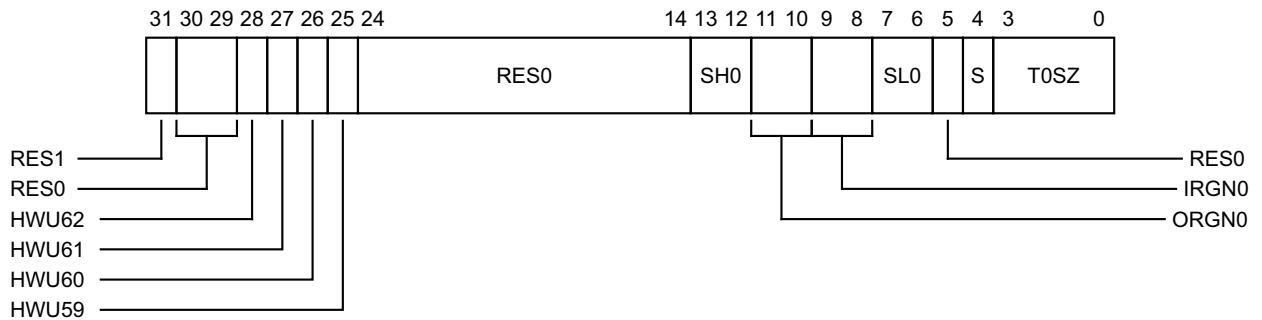 31 30 29 28 27 26 25 24 14 13 12 11 10 9 8 7 6 5 4 3 0
RES0 SH0 SL0 S T0SZ
RES1 RES0
RES0 IRGN0
HWU62 ORGN0
HWU61
HWU60
HWU59